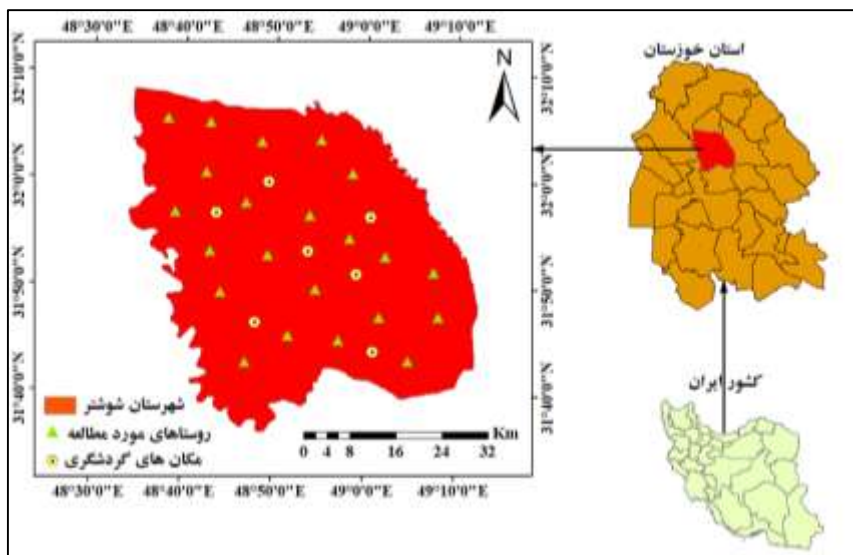 48°30'0"E 48°40'0"E 48°50'0"E 49°0'0"E 49°10'0"E
استان خوزستان
N
32°10'0"N
32°0'0"N
31°50'0"N
31°40'0"N
32°10'0"N
32°0'0"N
31°50'0"N
31°40'0"N
کشور ایران
شهرستان شوشتر
روستاهای مورد مطالعه
مکان های گردشگری
Km
0 4 8 16 24 32
48°30'0"E 48°40'0"E 48°50'0"E 49°0'0"E 49°10'0"E